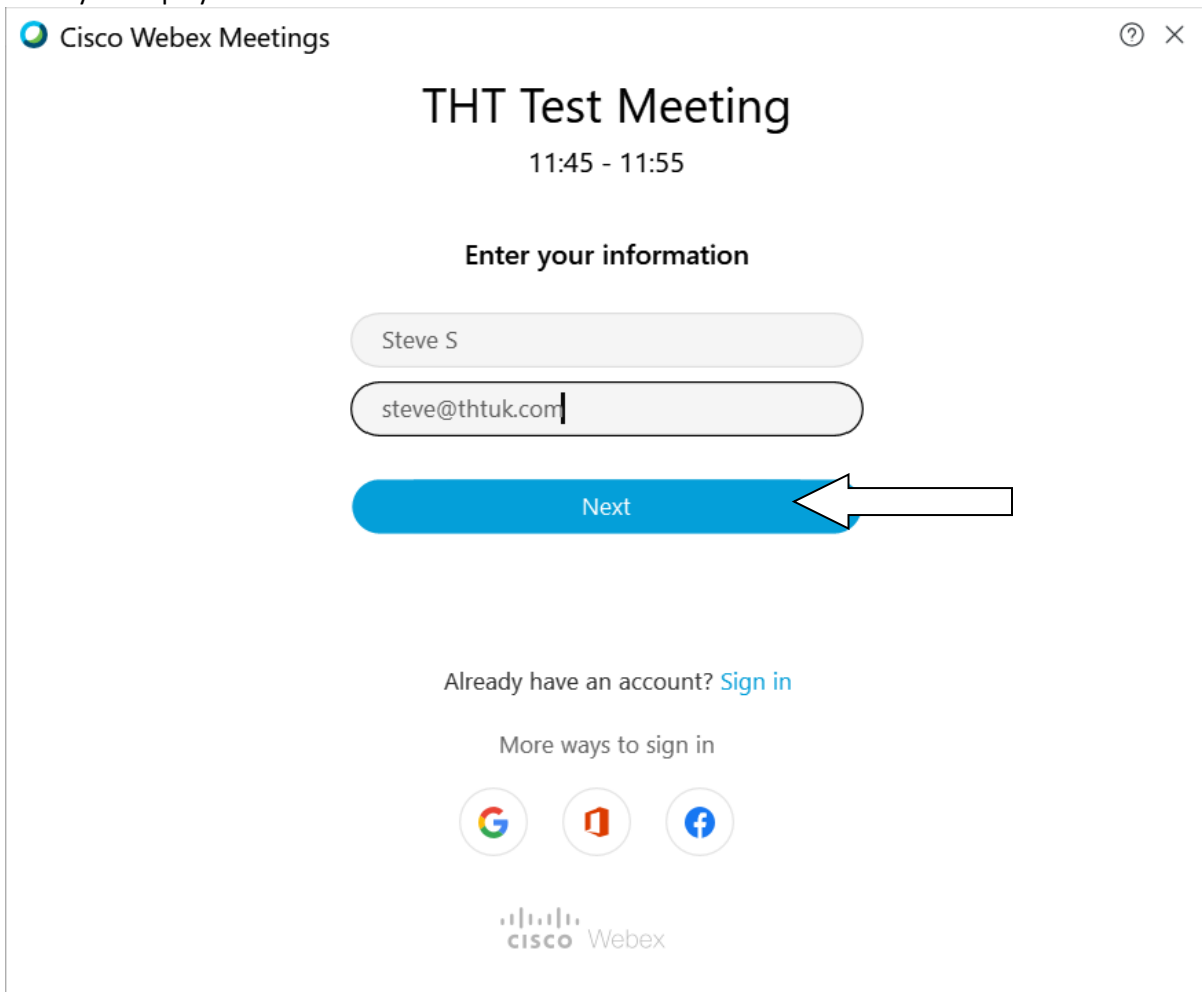 Cisco Webex Meetings
THT Test Meeting
11:45 - 11:55
Enter your information
Steve S
steve@thtuk.com
Next
Already have an account? Sign in
More ways to sign in
cisco Webex